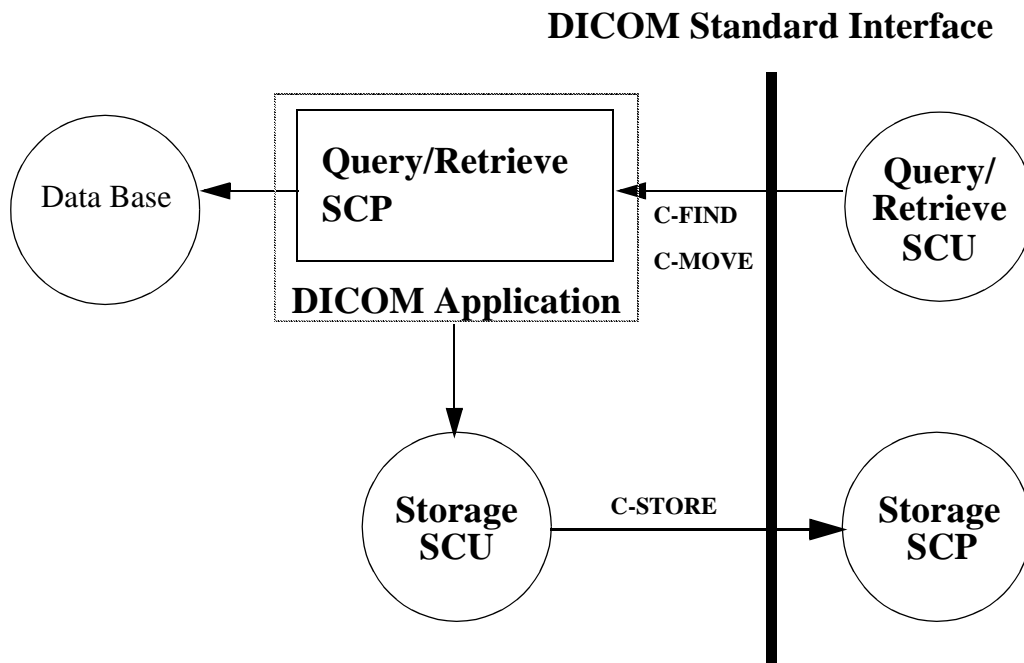 DICOM Standard Interface
Data Base
Query/Retrieve
SCP
DICOM Application
C-FIND
C-MOVE
Query/
Retrieve
SCU
Storage
SCU
C-STORE
Storage
SCP